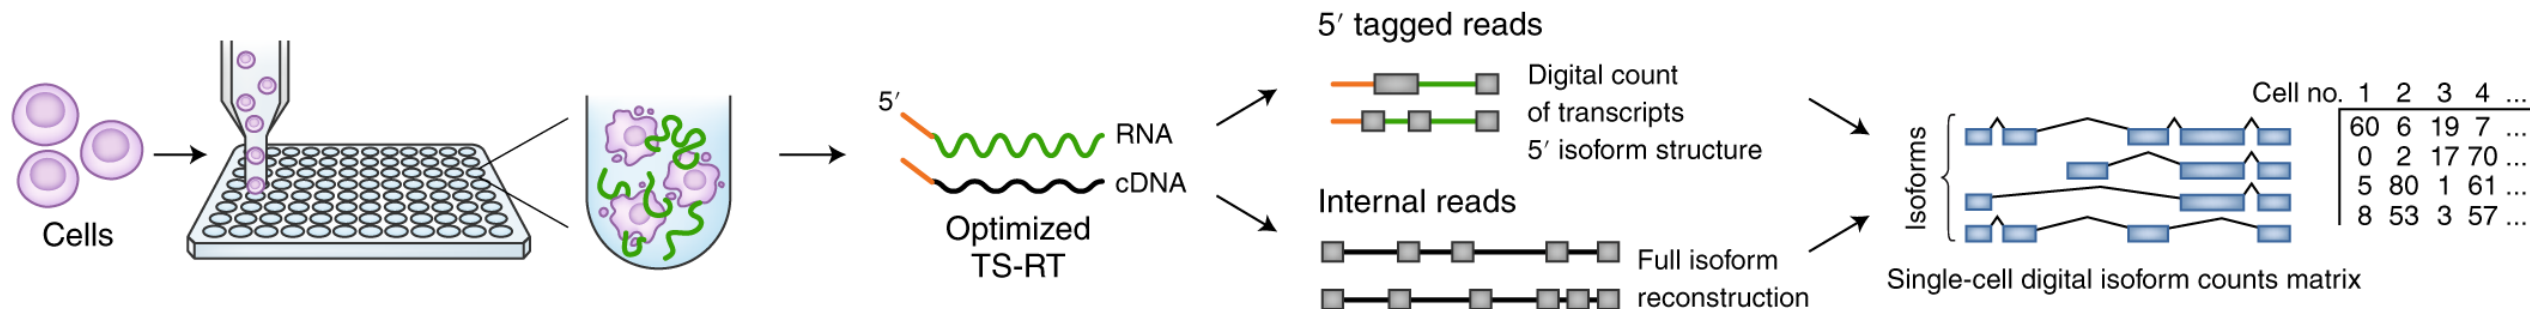 Cells
5′
RNA
cDNA
Optimized
TS-RT
5′ tagged reads
Digital count
of transcripts
5′ isoform structure
Internal reads
Full isoform
reconstruction
Isoforms
Cell no. 1 2 3 4 ...
60 6 19 7 ...
0 2 17 70 ...
5 80 1 61 ...
8 53 3 57 ...
Single-cell digital isoform counts matrix